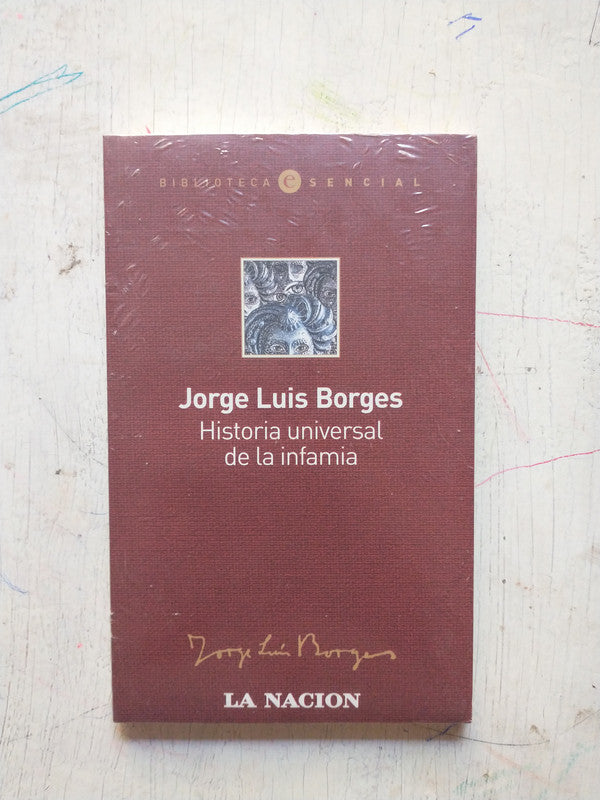 BIBLIOTECA eSENCIAL
Jorge Luis Borges
Historia universal
de la infamia
Jorge Luis Borges
LA NACION